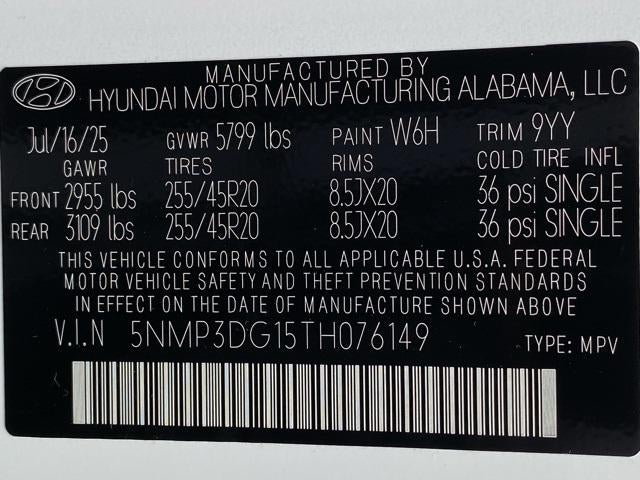 MANUFACTURED BY
HYUNDAI MOTOR MANUFACTURING ALABAMA, LLC
Jul/16/25 GVWR 5799 lbs PAINT W6H TRIM 9YY
GAWR TIRES RIMS COLD TIRE INFL
FRONT 2955 lbs 255/45R20 8.5JX20 36 psi SINGLE
REAR 3109 lbs 255/45R20 8.5JX20 36 psi SINGLE
THIS VEHICLE CONFORMS TO ALL APPLICABLE U.S.A. FEDERAL
MOTOR VEHICLE SAFETY AND THEFT PREVENTION STANDARDS
IN EFFECT ON THE DATE OF MANUFACTURE SHOWN ABOVE
V.I.N 5NMP3DG15TH076149 TYPE: MPV